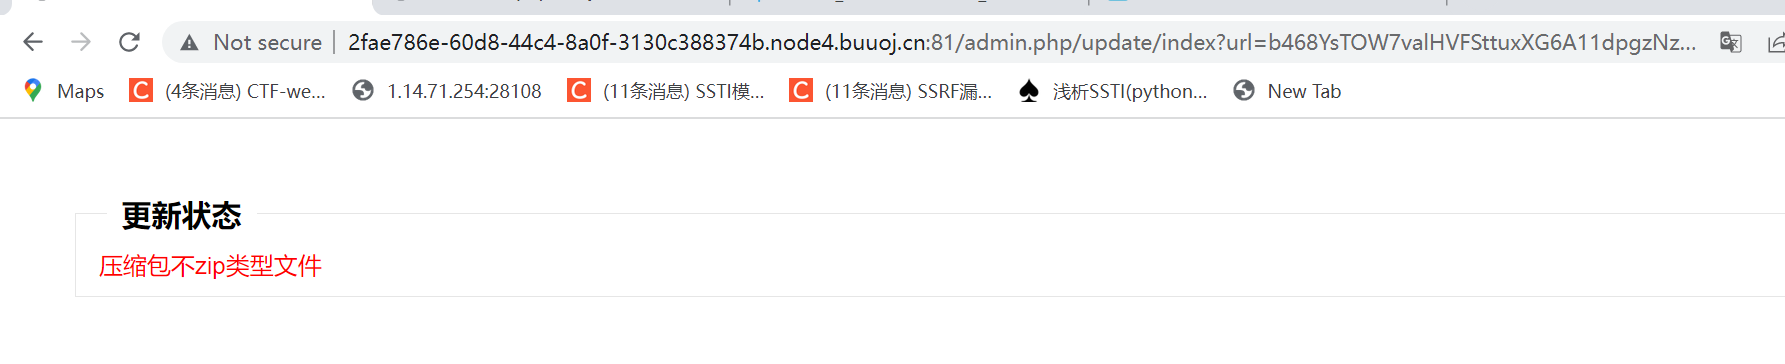 Not secure | 2fae786e-60d8-44c4-8a0f-3130c388374b.node4.buuoj.cn:81/admin.php/update/index?url=b468YsTOW7valHVFSttuxXG6A11dpgzNz...
Maps (4条消息) CTF-we... 1.14.71.254:28108 (11条消息) SSTI模... (11条消息) SSRF漏... 浅析SSTI(python... New Tab
更新状态
压缩包不zip类型文件